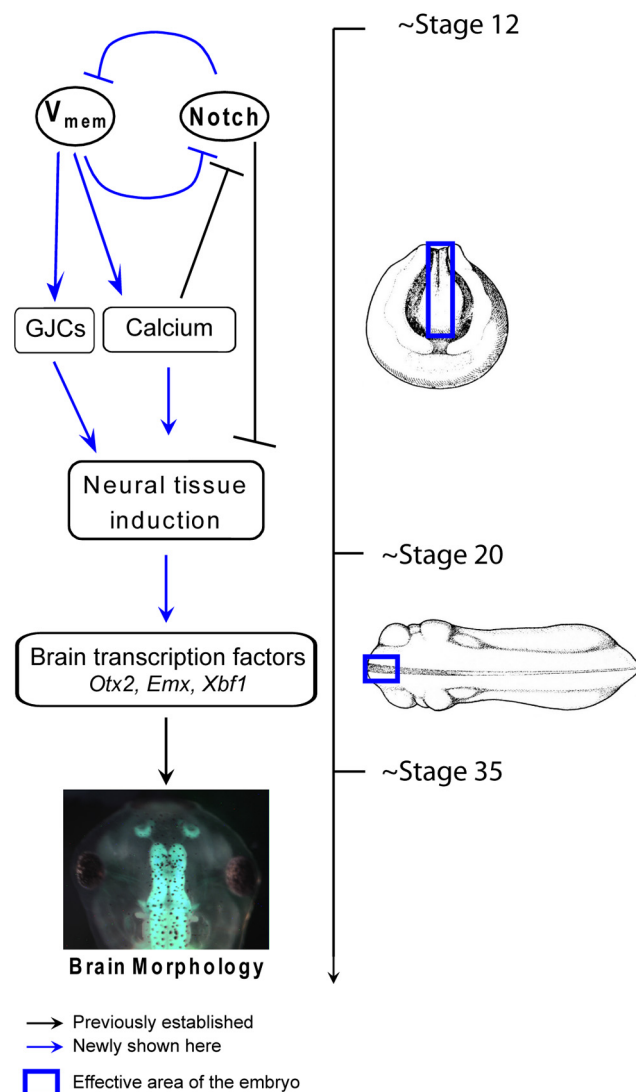 ~Stage 12
Vmem
Notch
GJCs
Calcium
Neural tissue
induction
~Stage 20
Brain transcription factors
Otx2, Emx, Xbf1
~Stage 35
Brain Morphology
Previously established
Newly shown here
Effective area of the embryo